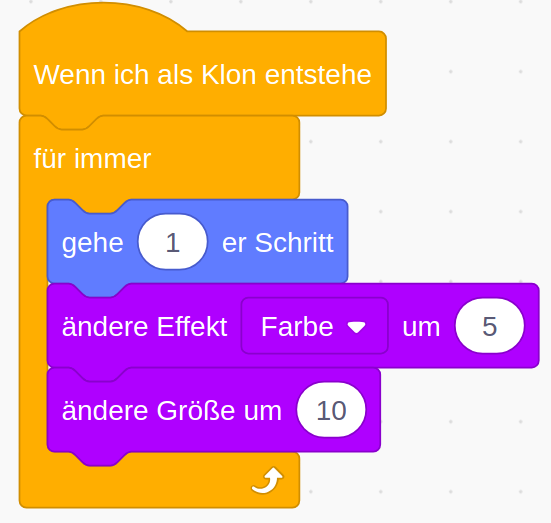 Wenn ich als Klon entstehe
für immer
gehe 1 er Schritt
ändere Effekt Farbe um 5
ändere Größe um 10